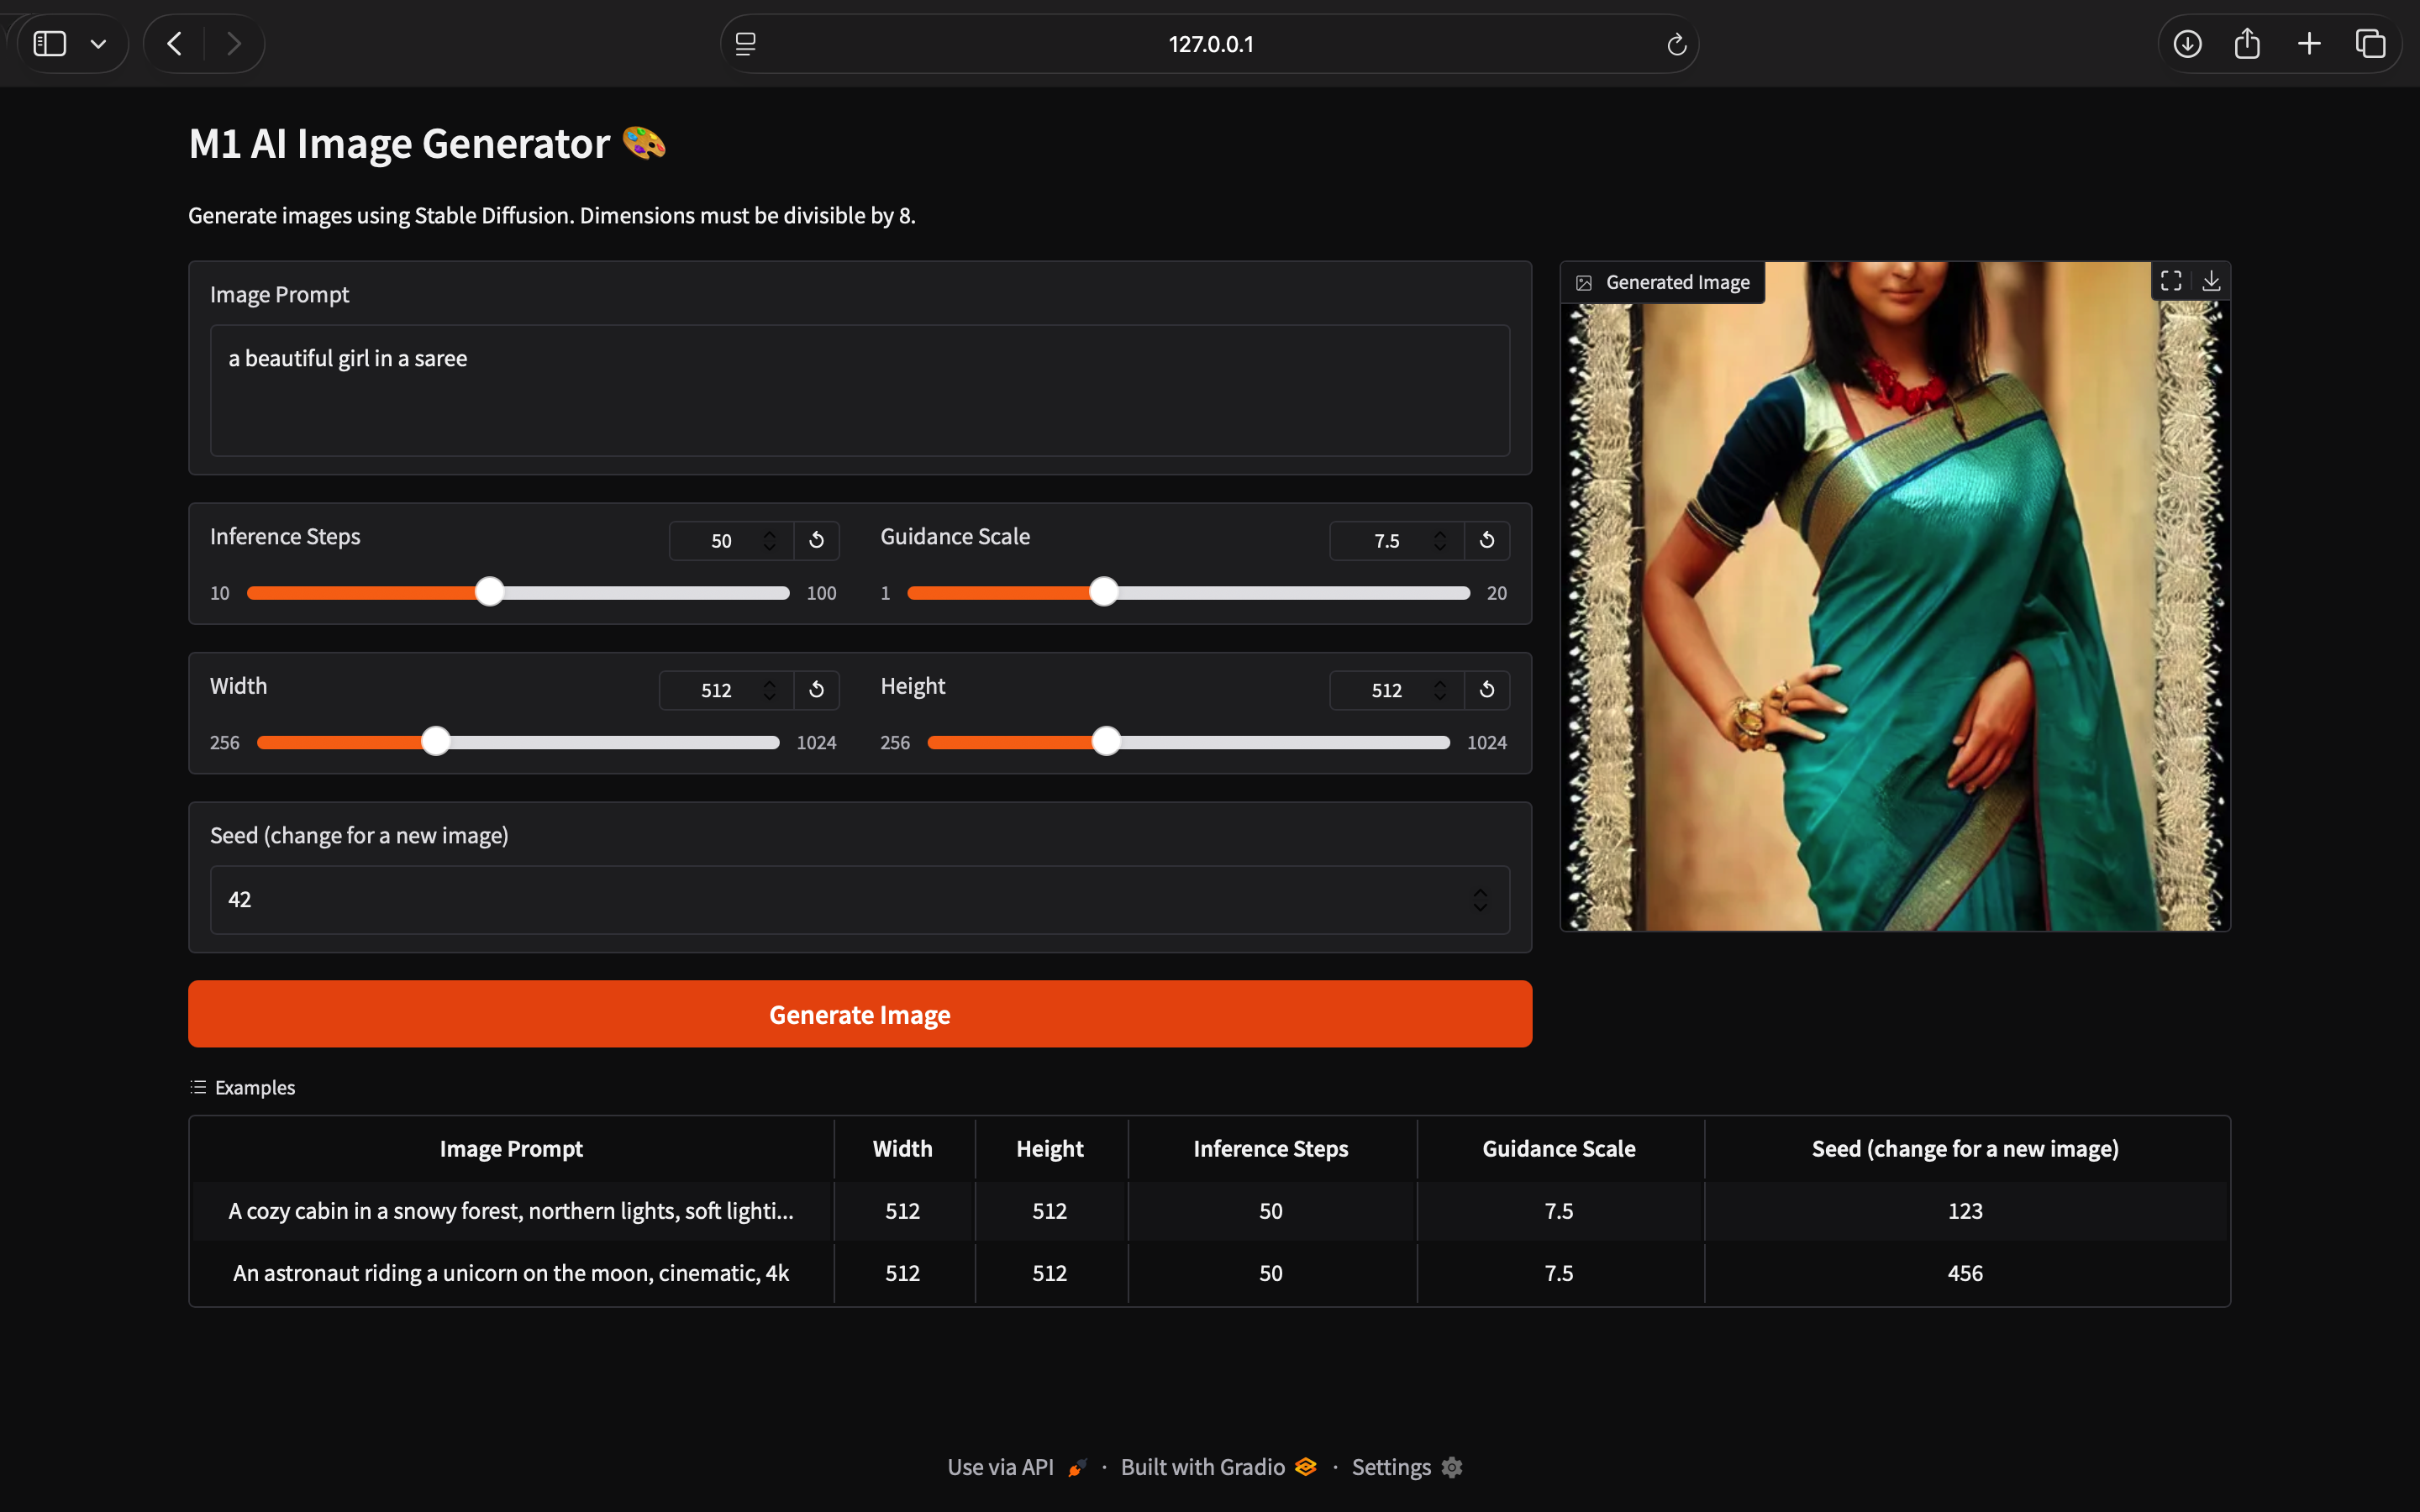 127.0.0.1
M1 AI Image Generator 🎨
Generate images using Stable Diffusion. Dimensions must be divisible by 8.
Image Prompt
a beautiful girl in a saree
Inference Steps
50
10
100
Guidance Scale
7.5
1
20
Width
512
256
1024
Height
512
256
1024
Seed (change for a new image)
42
Generate Image
Generated Image
Examples
Image Prompt Width Height Inference Steps Guidance Scale Seed (change for a new image)
A cozy cabin in a snowy forest, northern lights, soft lighti... 512 512 50 7.5 123
An astronaut riding a unicorn on the moon, cinematic, 4k 512 512 50 7.5 456
Use via API · Built with Gradio · Settings